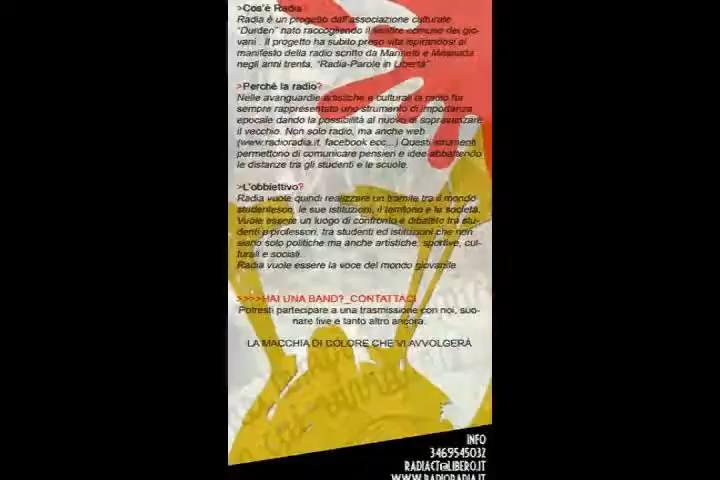 >Cos'è Radia?
Radia è un progetto dall'associazione culturale
"Durden" nato raccogliendo il sentire comune dei gio-
vani . Il progetto ha subito preso vita ispirandosi al
manifesto della radio scritto da Marinetti e Masnada
negli anni trenta, "Radia-Parole in Libertà"
>Perchè la radio?
Nelle avanguardie artistiche e culturali la radio ha
sempre rappresentato uno strumento di importanza
epocale dando la possibilità al nuovo di sopravanzare
il vecchio. Non solo radio, ma anche web
(www.radioradia.it, facebook ecc...) Questi strumenti
permettono di comunicare pensieri e idee abbattendo
le distanze tra gli studenti e le scuole.
>L'obbiettivo?
Radia vuole quindi realizzare un tramite tra il mondo
studentesco, le sue istituzioni, il territorio e la società.
Vuole essere un luogo di confronto e dibattito tra stu-
denti e professori, tra studenti ed istituzioni che non
siano solo politiche ma anche artistiche, sportive, cul-
turali e sociali.
Radia vuole essere la voce del mondo giovanile
>>>>HAI UNA BAND?_CONTATTACI
Potresti partecipare a una trasmissione con noi, suo-
nare live e tanto altro ancora.
LA MACCHIA DI COLORE CHE VI AVVOLGERÀ
INFO
3469545032
RADIACT@LIBERO.IT
WWW.RADIORADIA.IT